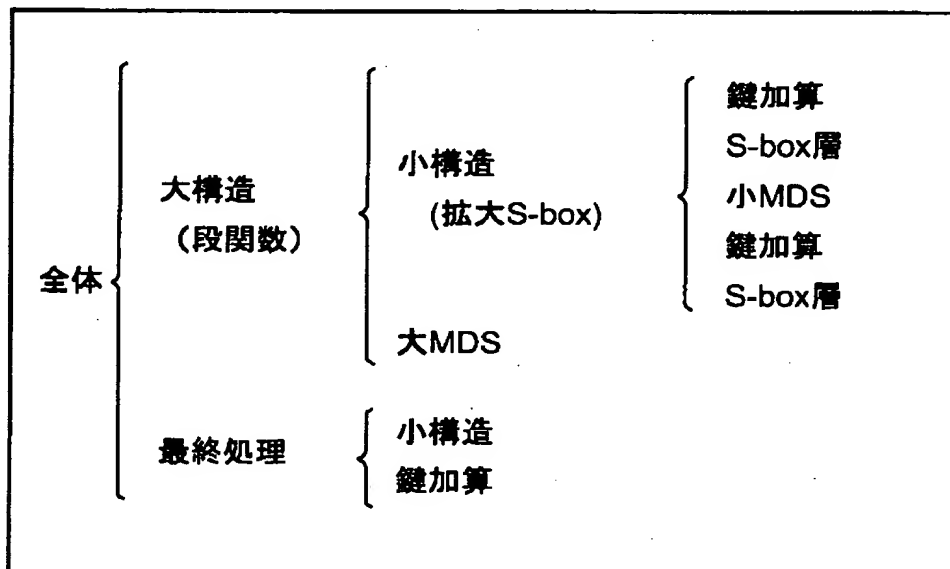 全体
大構造
（段関数）
小構造
(拡大S-box)
鍵加算
S-box層
小MDS
鍵加算
S-box層
大MDS
最終処理
小構造
鍵加算